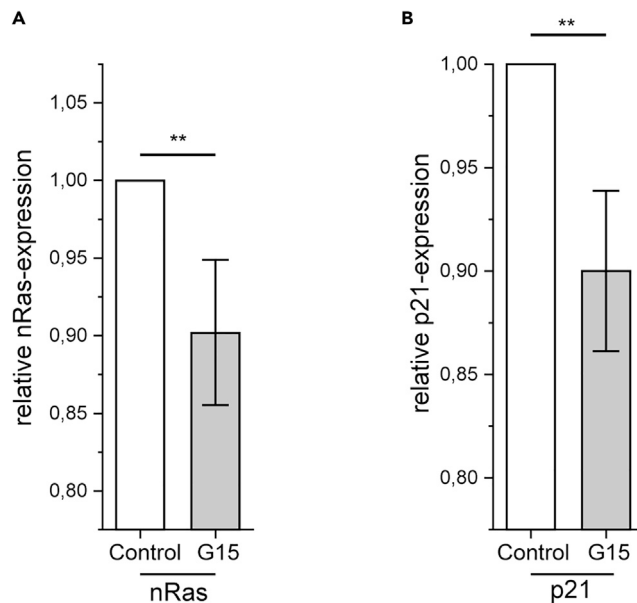 A
relative nRas-expression
1,05
1,00
0,95
0,90
0,85
0,80
**
Control G15
nRas
B
relative p21-expression
1,00
0,95
0,90
0,85
0,80
**
Control G15
p21